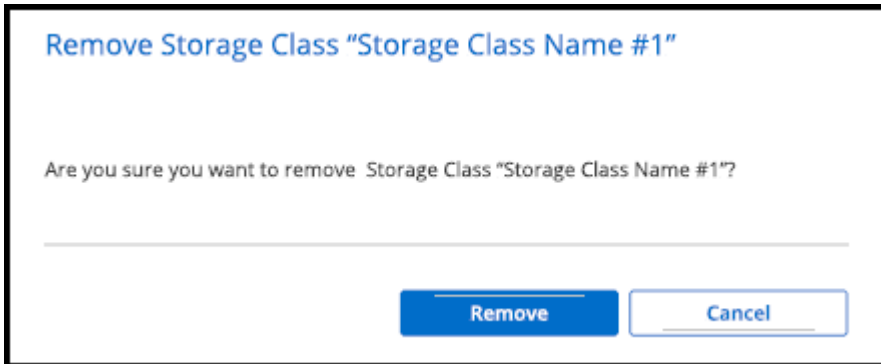 Remove Storage Class “Storage Class Name #1”
Are you sure you want to remove Storage Class “Storage Class Name #1”?
Remove
Cancel